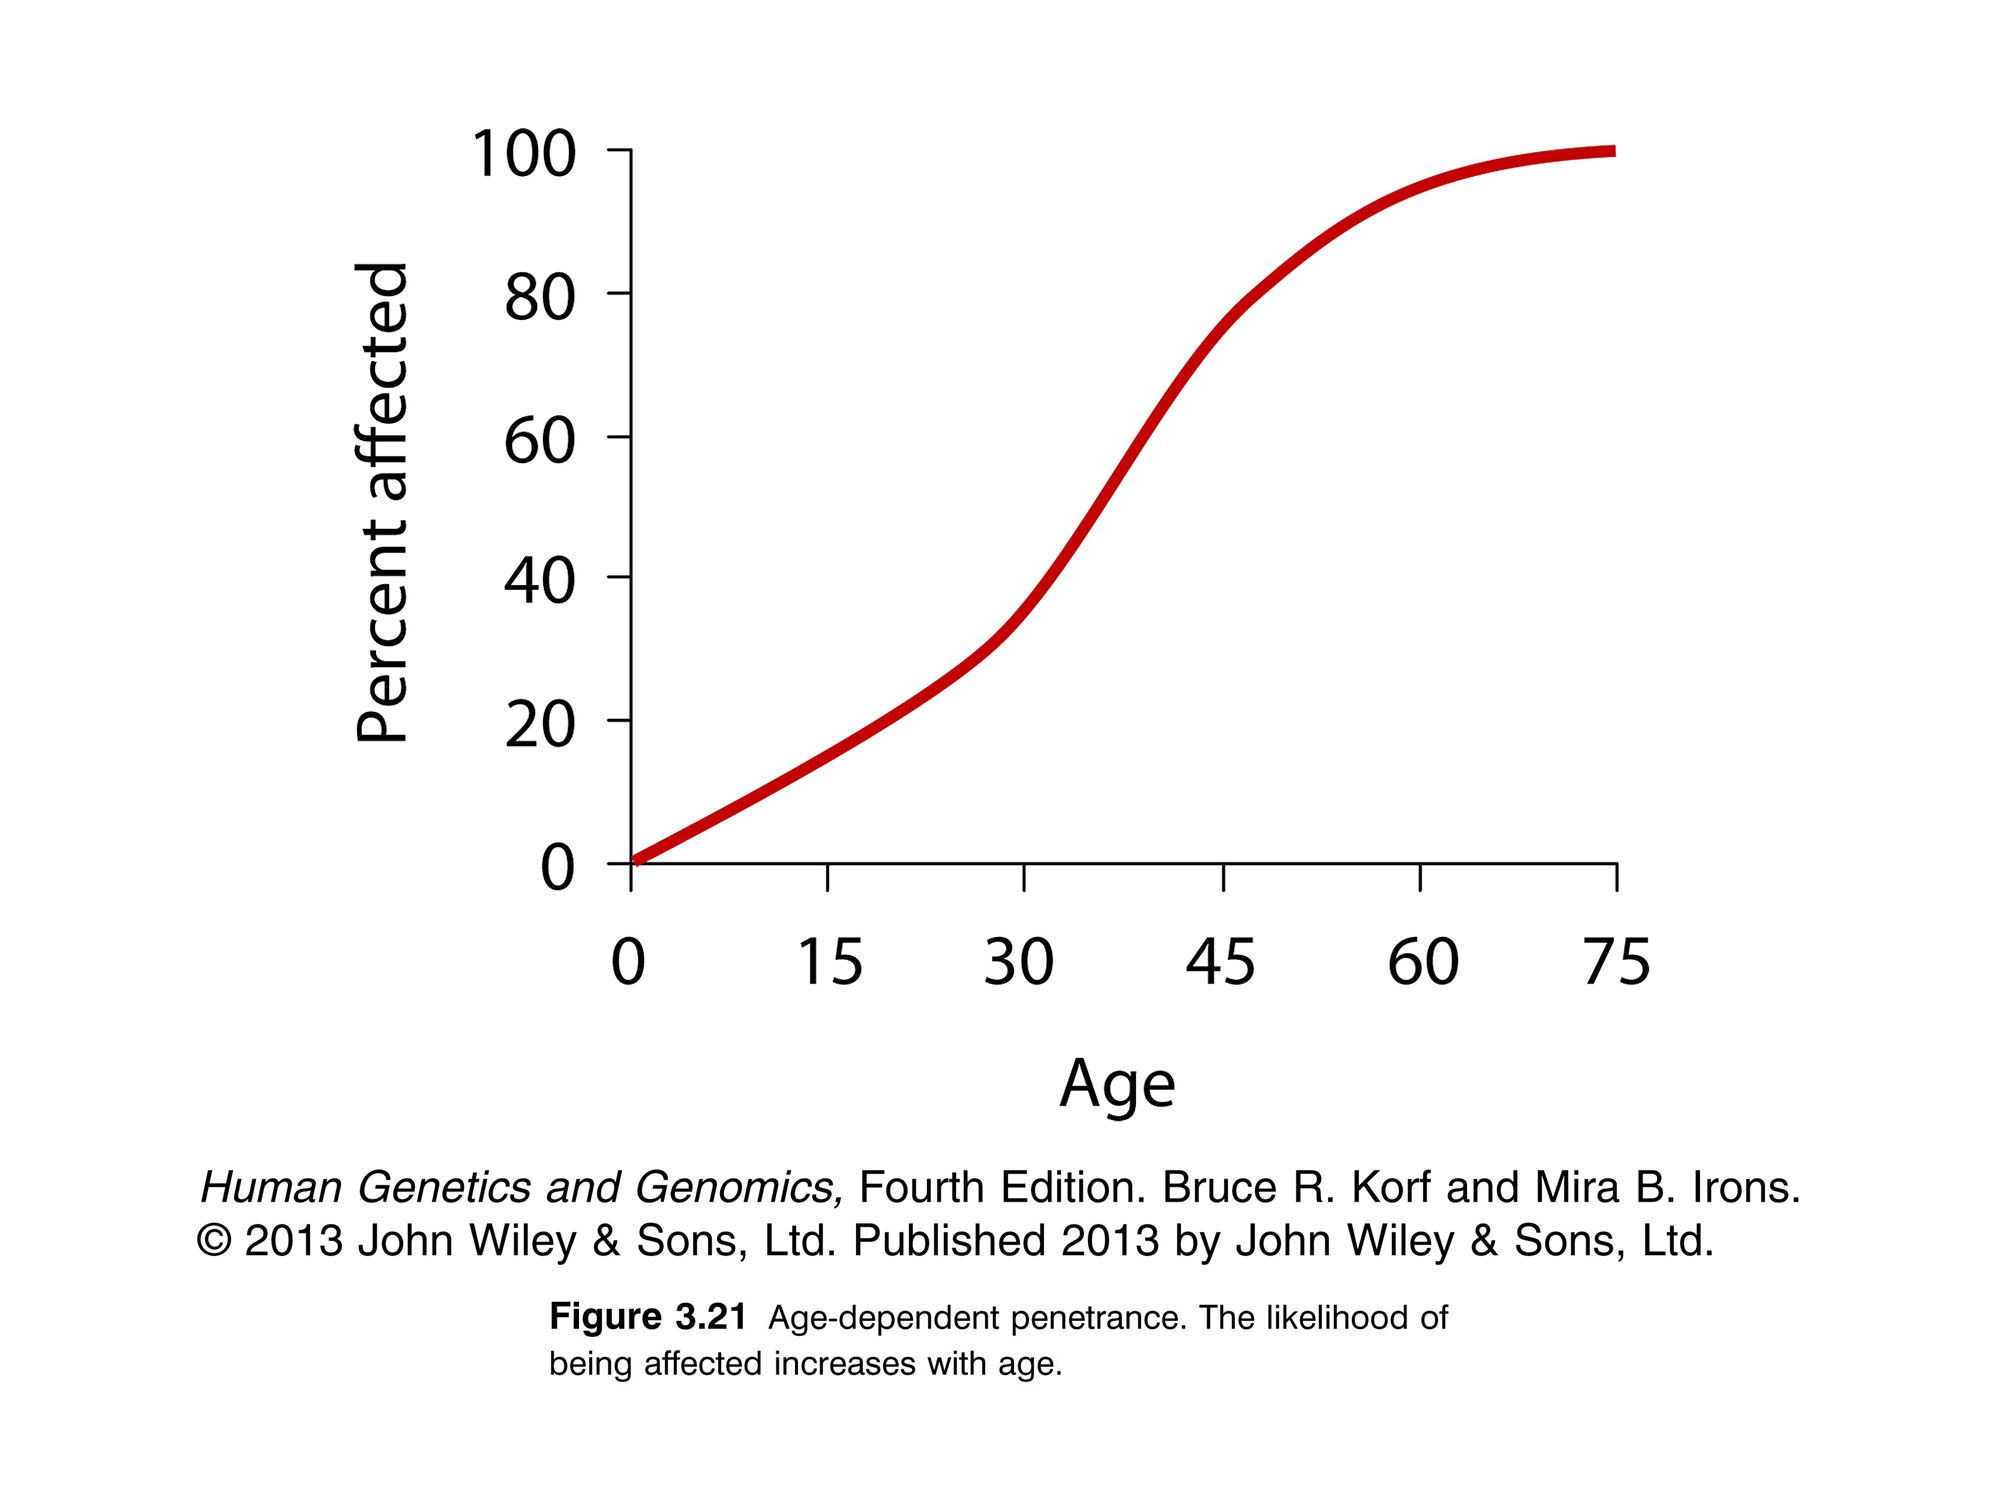 100
80
60
40
20
0
Percent affected
0 15 30 45 60 75
Age
Human Genetics and Genomics, Fourth Edition. Bruce R. Korf and Mira B. Irons.
© 2013 John Wiley & Sons, Ltd. Published 2013 by John Wiley & Sons, Ltd.
Figure 3.21 Age-dependent penetrance. The likelihood of
being affected increases with age.